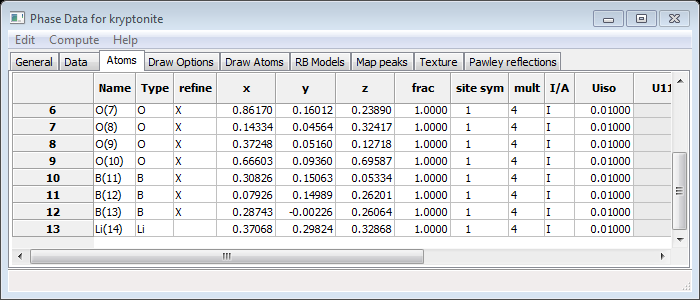 Phase Data for kryptonite
Edit Compute Help
General Data Atoms Draw Options Draw Atoms RB Models Map peaks Texture Pawley reflections
Name Type refine x y z frac site sym mult I/A Uiso U11
6 O(7) O X 0.86170 0.16012 0.23890 1.0000 1 4 I 0.01000
7 O(8) O X 0.14334 0.04564 0.32417 1.0000 1 4 I 0.01000
8 O(9) O X 0.37248 0.05160 0.12718 1.0000 1 4 I 0.01000
9 O(10) O X 0.66603 0.09360 0.69587 1.0000 1 4 I 0.01000
10 B(11) B X 0.30826 0.15063 0.05334 1.0000 1 4 I 0.01000
11 B(12) B X 0.07926 0.14989 0.26201 1.0000 1 4 I 0.01000
12 B(13) B X 0.28743 -0.00226 0.26064 1.0000 1 4 I 0.01000
13 Li(14) Li 0.37068 0.29824 0.32868 1.0000 1 4 I 0.01000